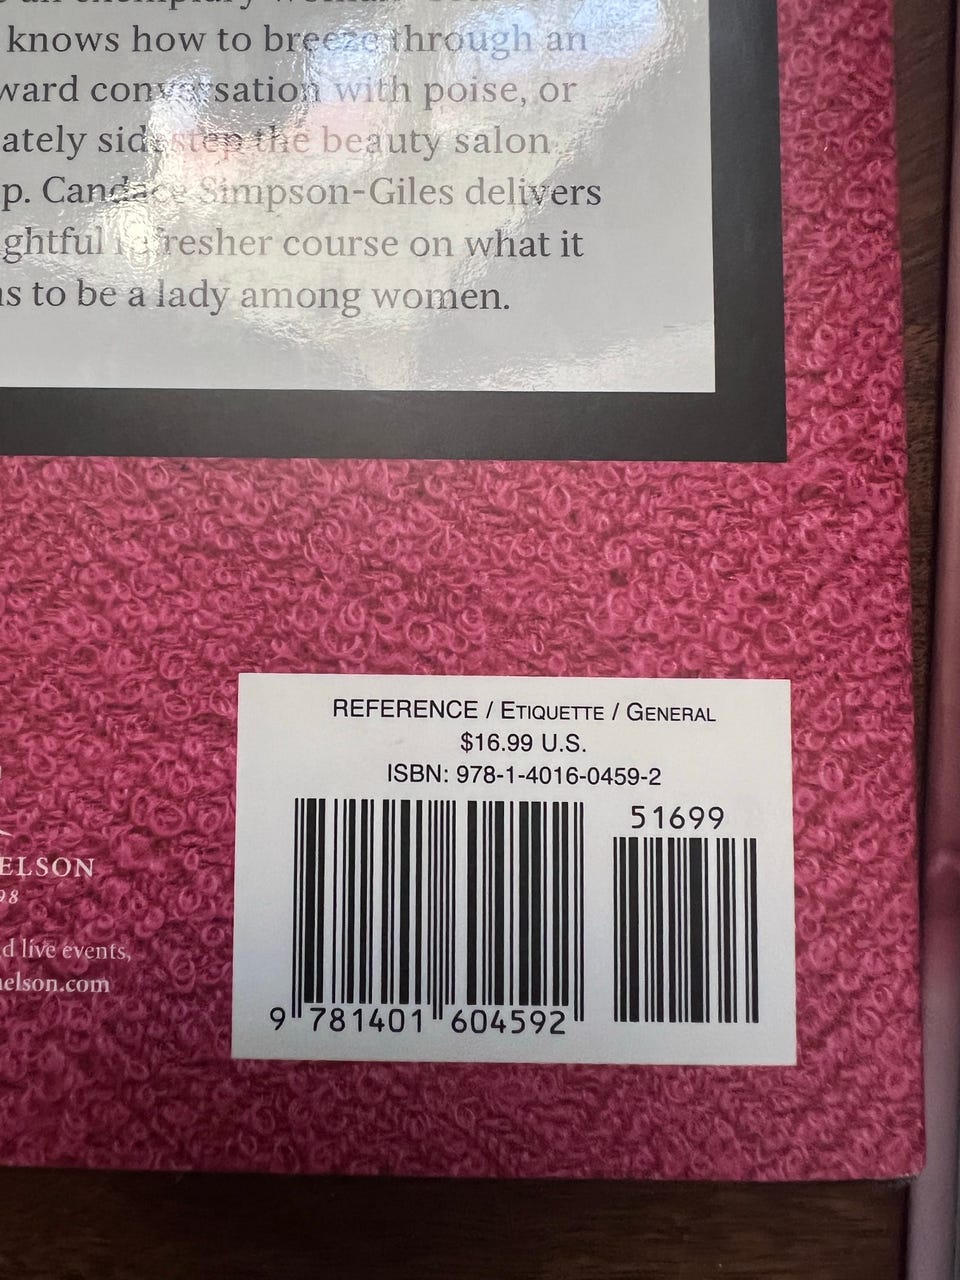 knows how to breeze through an
ward conversation with poise, or
ately sidestep the beauty salon
p. Candace Simpson-Giles delivers
ghtful refresher course on what it
s to be a lady among women.
REFERENCE / ETIQUETTE / GENERAL
$16.99 U.S.
ISBN: 978-1-4016-0459-2
51699
ELSON
98
d live events,
elson.com
9 781401 604592